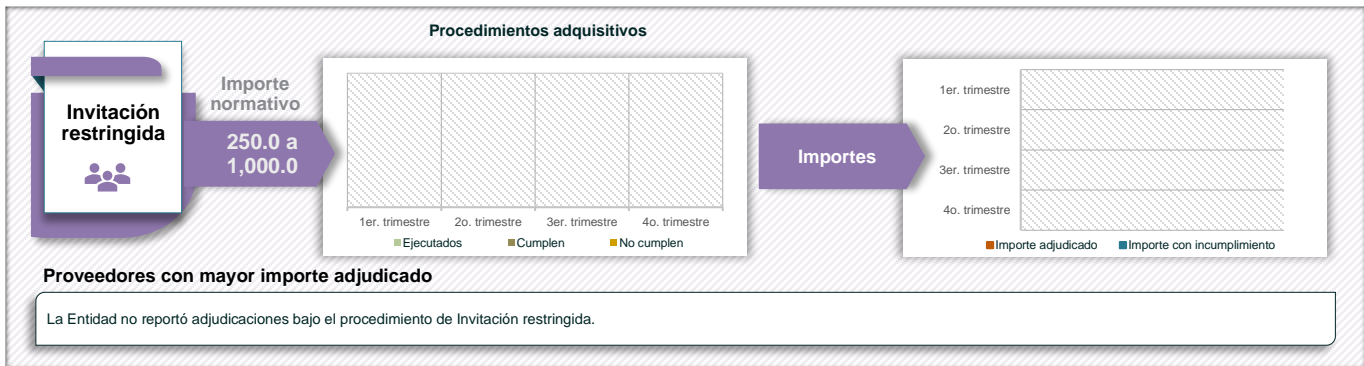 Procedimientos adquisitivos
Invitación
restringida
Importe
normativo
250.0 a
1,000.0
1er. trimestre 2o. trimestre 3er. trimestre 4o. trimestre
Ejecutados Cumplen No cumplen
Importes
1er. trimestre
2o. trimestre
3er. trimestre
4o. trimestre
Importe adjudicado Importe con incumplimiento
Proveedores con mayor importe adjudicado
La Entidad no reportó adjudicaciones bajo el procedimiento de Invitación restringida.